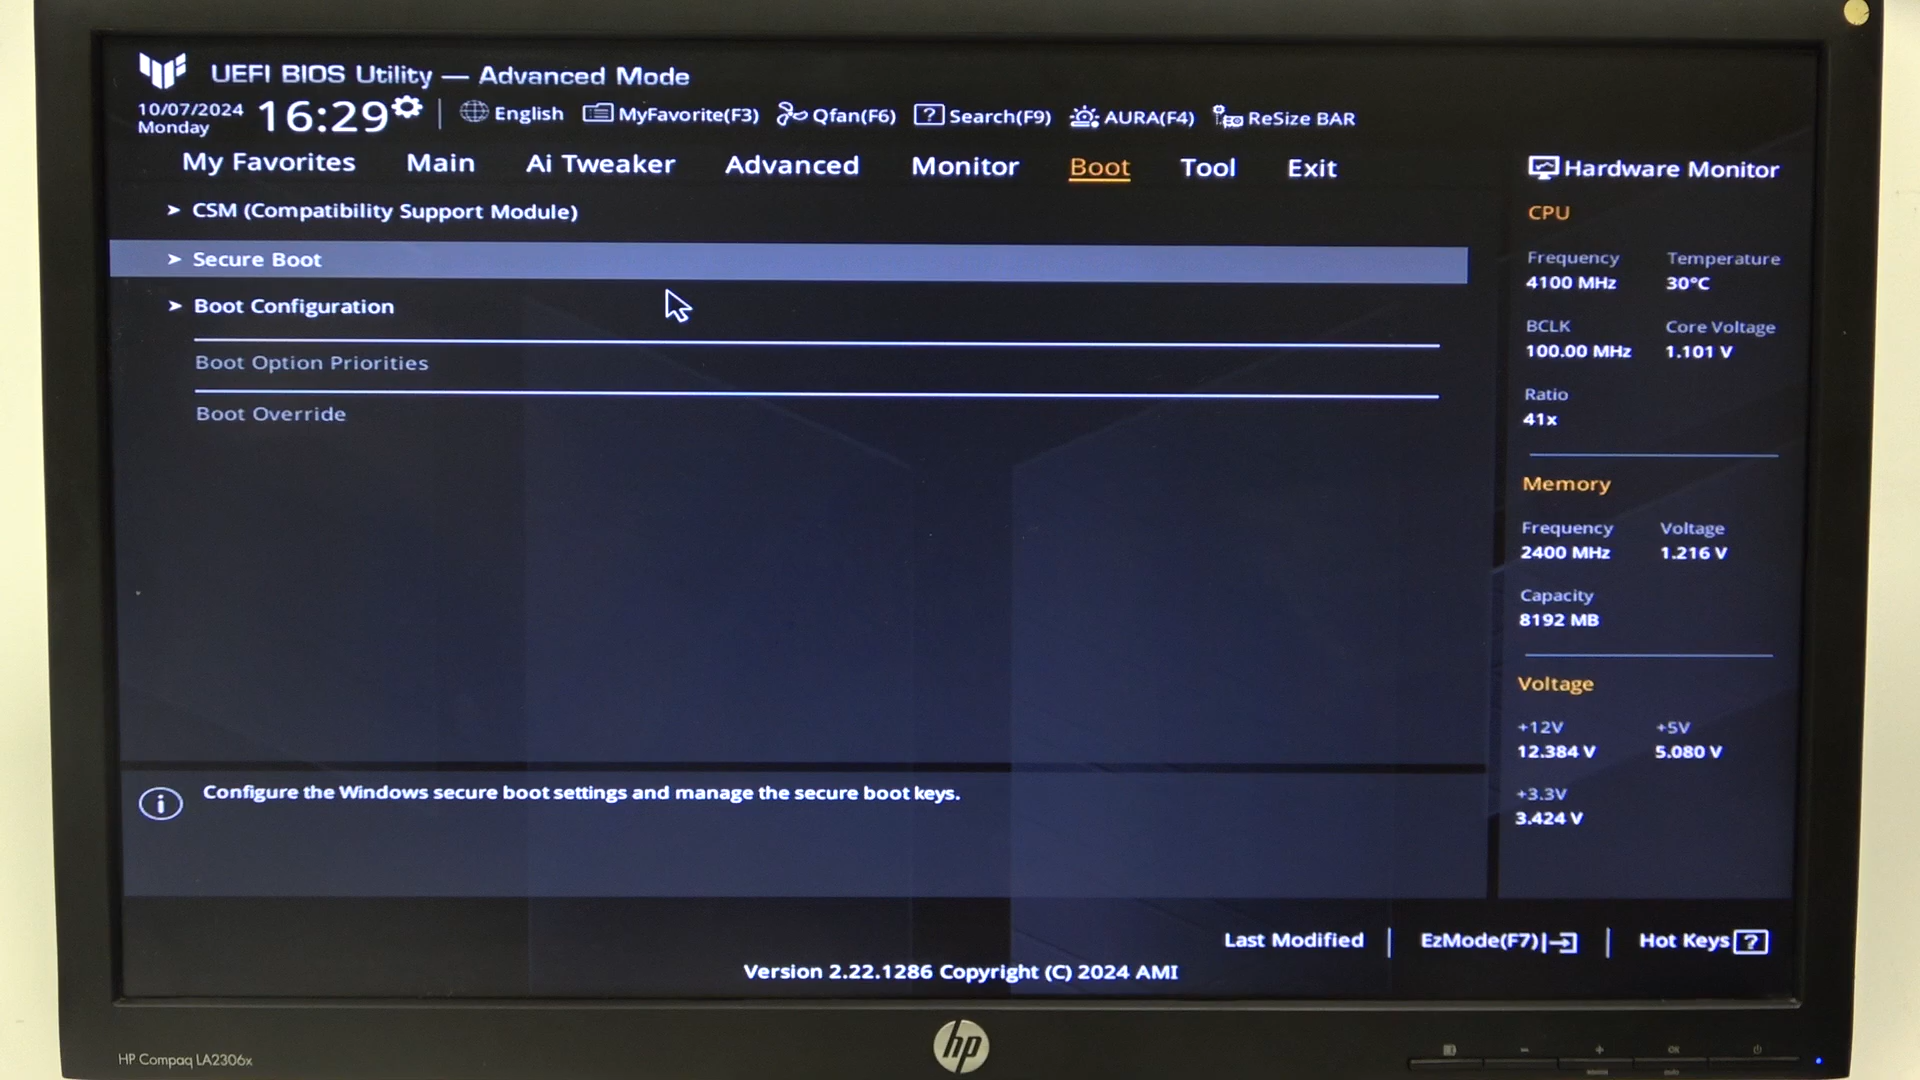 UEFI BIOS Utility — Advanced Mode
10/07/2024
Monday
16:29
English
MyFavorite(F3)
Qfan(F6)
Search(F9)
AURA(F4)
ReSize BAR
My Favorites
Main
Ai Tweaker
Advanced
Monitor
Boot
Tool
Exit
CSM (Compatibility Support Module)
Secure Boot
Boot Configuration
Boot Option Priorities
Boot Override
Configure the Windows secure boot settings and manage the secure boot keys.
Hardware Monitor
CPU
Frequency Temperature
4100 MHz 30°C
BCLK Core Voltage
100.00 MHz 1.101 V
Ratio
41x
Memory
Frequency Voltage
2400 MHz 1.216 V
Capacity
8192 MB
Voltage
+12V +5V
12.384 V 5.080 V
+3.3V
3.424 V
Last Modified
EzMode(F7)
Hot Keys ?
Version 2.22.1286 Copyright (C) 2024 AMI
HP Compaq LA2306x
hp